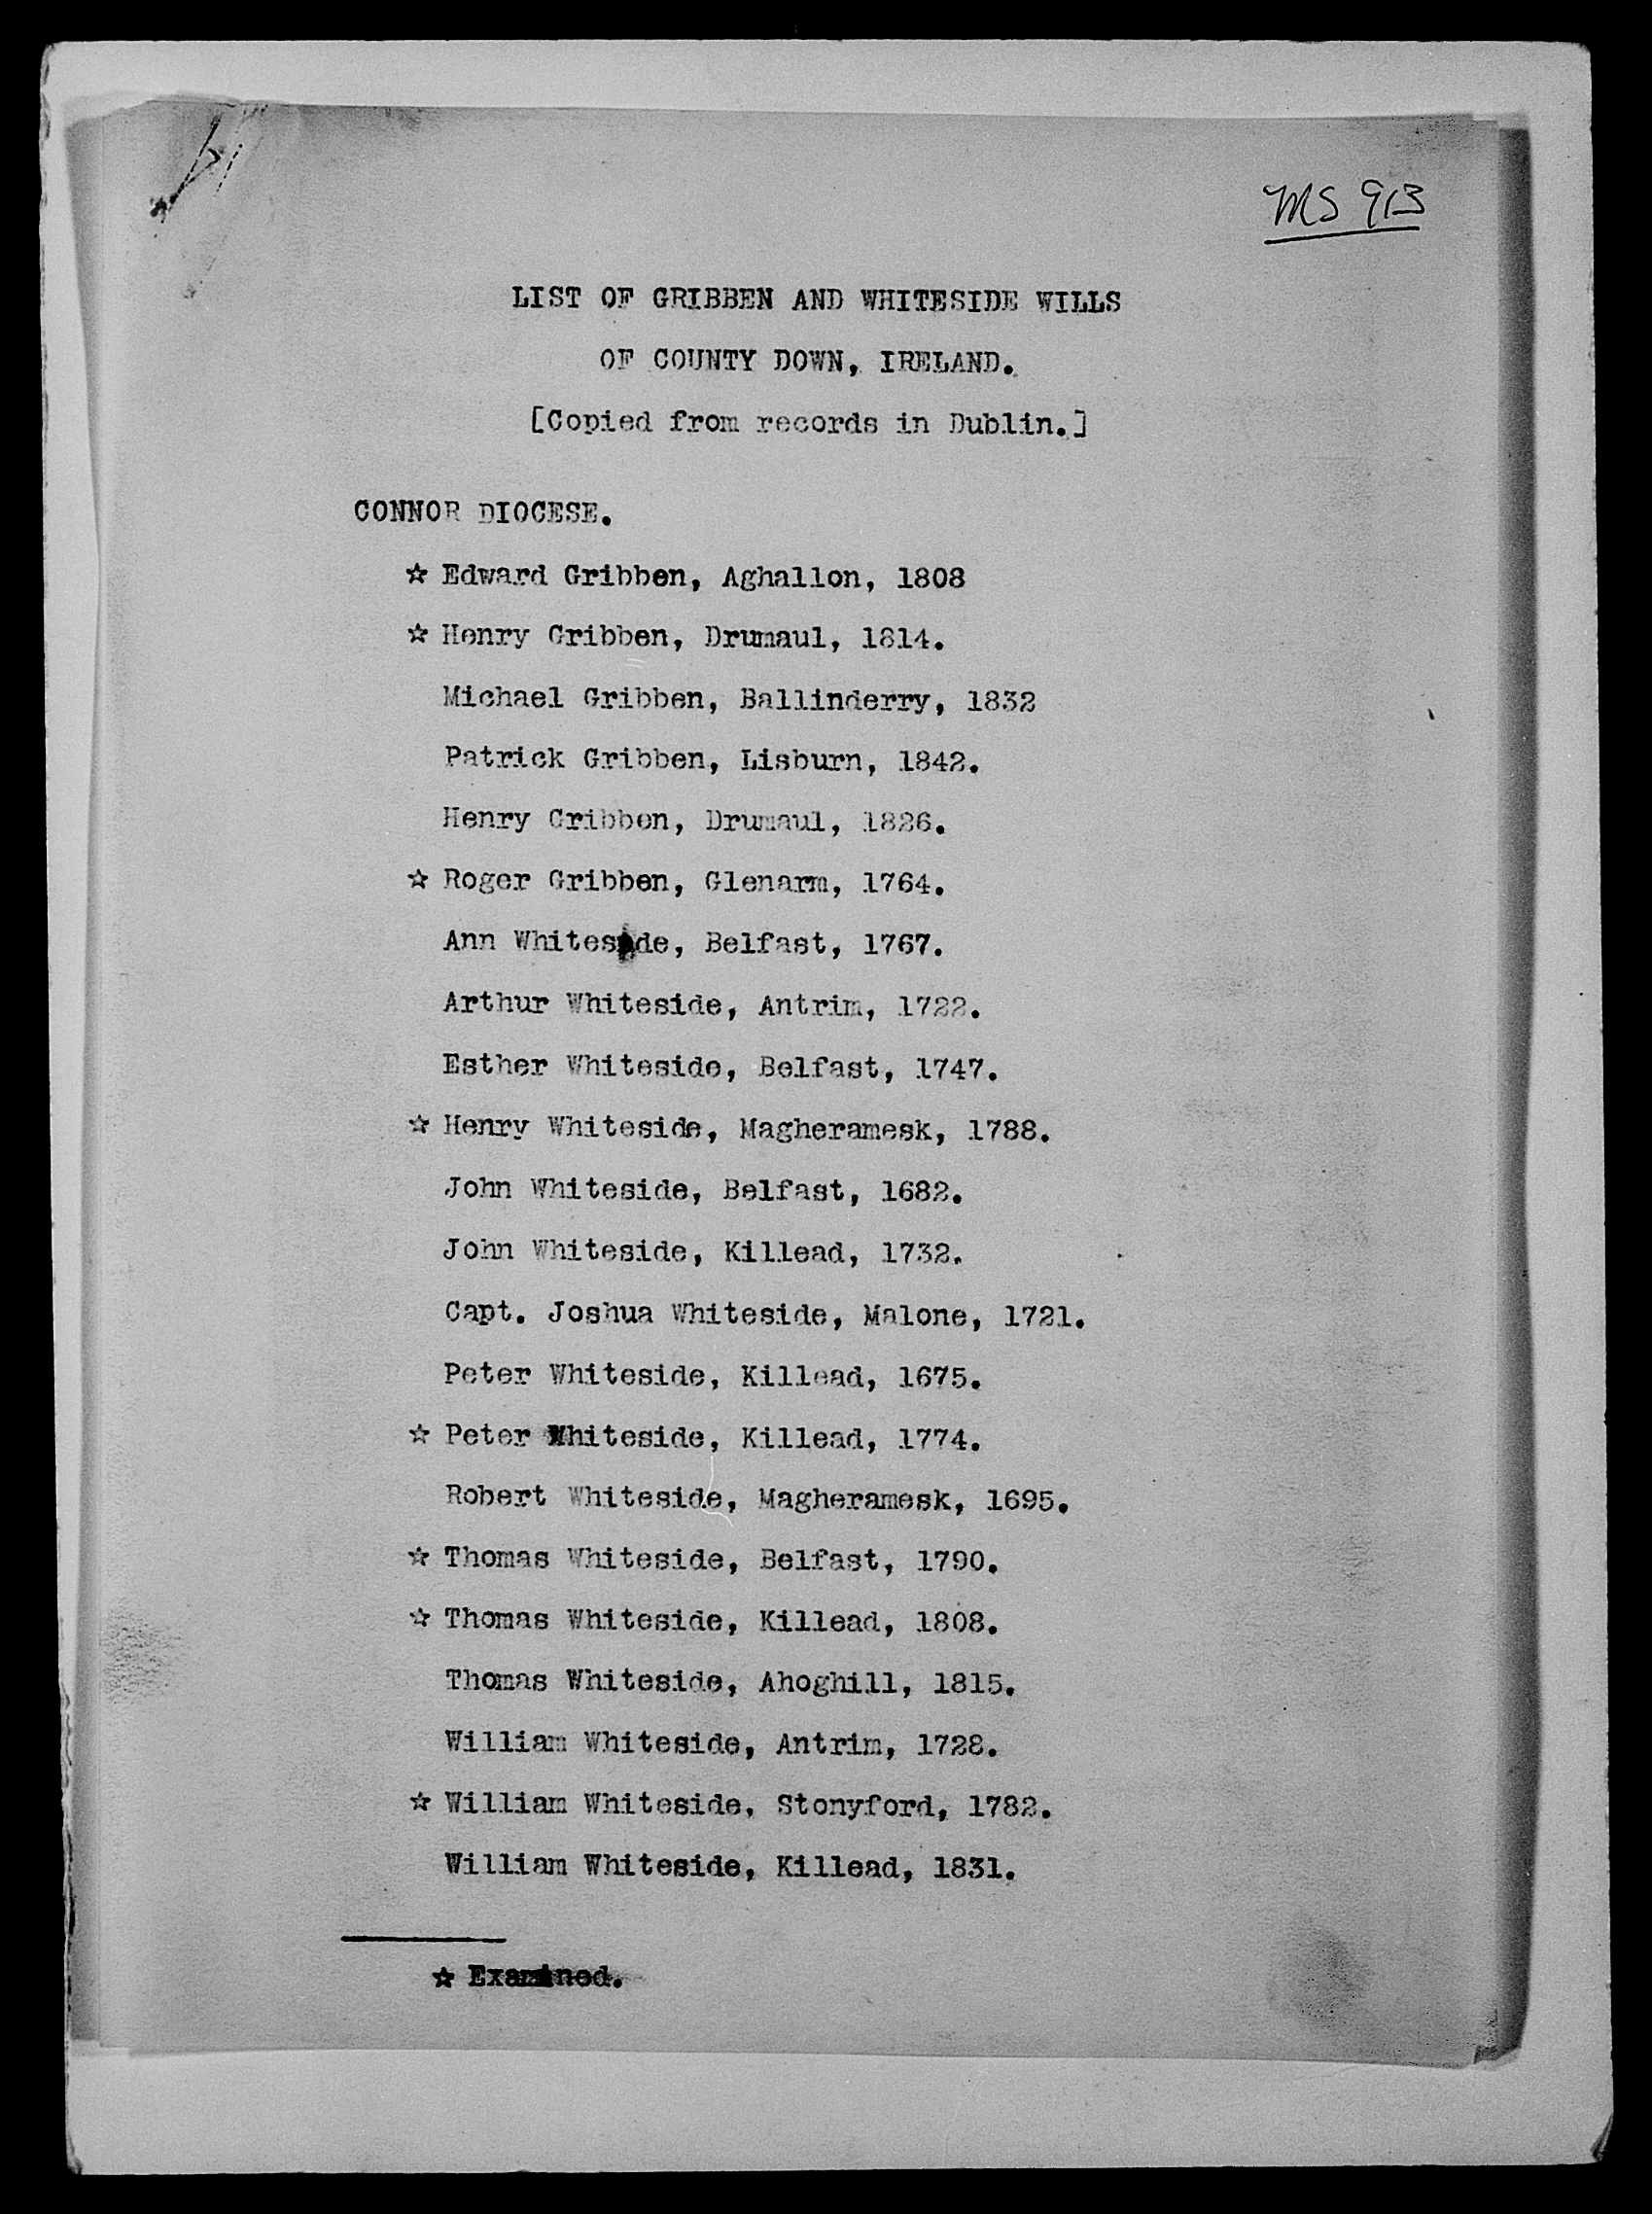 MS 913
LIST OF GRIBBEN AND WHITESIDE WILLS
OF COUNTY DOWN, IRELAND.
[Copied from records in Dublin.]
CONNOR DIOCESE.
☆ Edward Gribben, Aghallon, 1808
☆ Henry Gribben, Drumaul, 1814.
Michael Gribben, Ballinderry, 1832
Patrick Gribben, Lisburn, 1842.
Henry Gribben, Drumaul, 1826.
☆ Roger Gribben, Glenarm, 1764.
Ann Whiteside, Belfast, 1767.
Arthur Whiteside, Antrim, 1722.
Esther Whiteside, Belfast, 1747.
☆ Henry Whiteside, Magheramesk, 1788.
John Whiteside, Belfast, 1682.
John Whiteside, Killead, 1732.
Capt. Joshua Whiteside, Malone, 1721.
Peter Whiteside, Killead, 1675.
☆ Peter Whiteside, Killead, 1774.
Robert Whiteside, Magheramesk, 1695.
☆ Thomas Whiteside, Belfast, 1790.
☆ Thomas Whiteside, Killead, 1808.
Thomas Whiteside, Ahoghill, 1815.
William Whiteside, Antrim, 1728.
☆ William Whiteside, Stonyford, 1782.
William Whiteside, Killead, 1831.
☆ Examined.